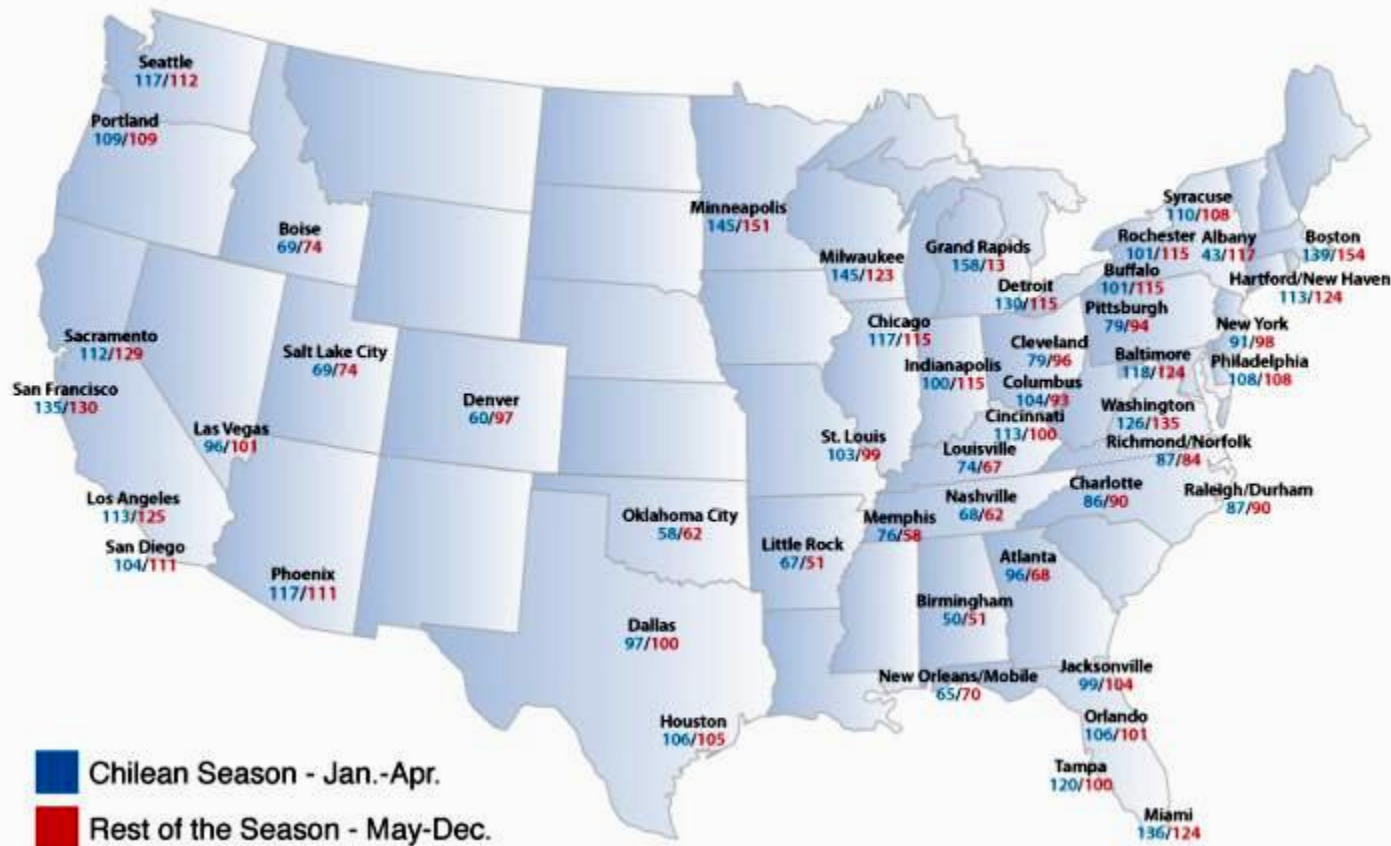 Seattle
117/112
Portland
109/109
Boise
69/74
Minneapolis
145/151
Milwaukee
145/123
Grand Rapids
158/13
Detroit
130/115
Syracuse
110/108
Rochester
101/115
Albany
43/117
Boston
139/154
Buffalo
101/115
Hartford/New Haven
113/124
Pittsburgh
79/94
New York
91/98
Sacramento
112/129
Salt Lake City
69/74
Chicago
117/115
Indianapolis
100/115
Cleveland
79/96
Baltimore
118/124
Philadelphia
108/108
San Francisco
135/130
Las Vegas
96/101
Denver
60/97
Columbus
104/93
Cincinnati
113/100
Washington
126/135
St. Louis
103/99
Louisville
74/67
Richmond/Norfolk
87/84
Los Angeles
113/125
San Diego
104/111
Phoenix
117/111
Oklahoma City
58/62
Little Rock
67/51
Memphis
76/58
Nashville
68/62
Charlotte
86/90
Raleigh/Durham
87/90
Atlanta
96/68
Birmingham
50/51
Dallas
97/100
Houston
106/105
New Orleans/Mobile
65/70
Jacksonville
99/104
Orlando
106/101
Tampa
120/100
Miami
136/124
Chilean Season - Jan.-Apr.
Rest of the Season - May-Dec.